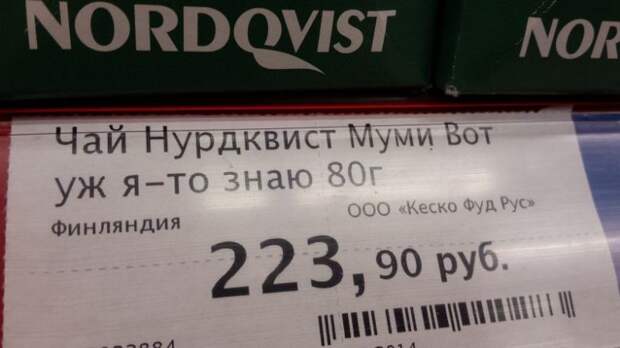 NORDQVIST NOR
Чай Нурдквист Муми Вот
уж я-то знаю 80г
Финляндия ООО «Кеско Фуд Рус»
223,90 руб.